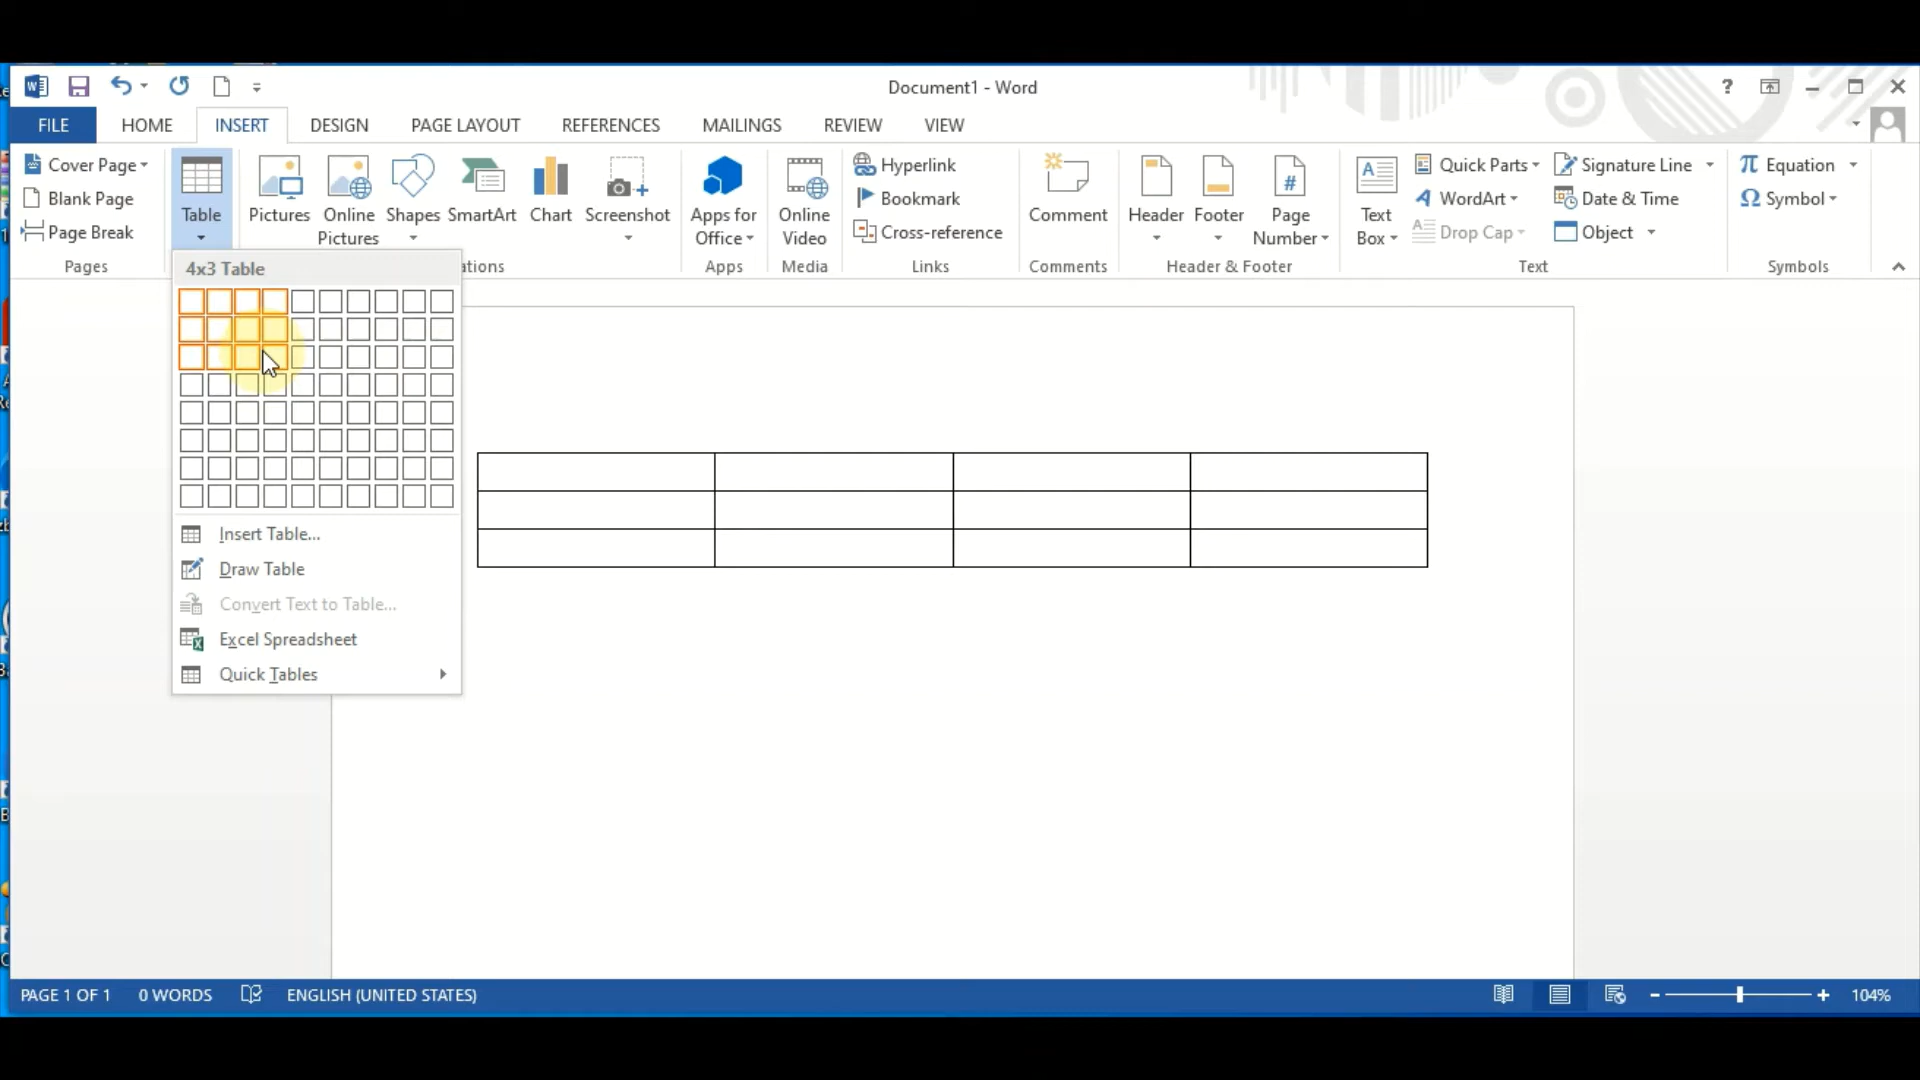 Document1 - Word
FILE HOME INSERT DESIGN PAGE LAYOUT REFERENCES MAILINGS REVIEW VIEW
Cover Page
Blank Page
Page Break
Pages
Table
Pictures
Online
Pictures
Shapes
SmartArt
Chart
Screenshot
ations
Apps for
Office
Apps
Online
Video
Media
Hyperlink
Bookmark
Cross-reference
Links
Comment
Comments
Header
Footer
Page
Number
Header & Footer
Text
Box
Quick Parts
WordArt
Drop Cap
Signature Line
Date & Time
Object
Text
Equation
Symbol
Symbols
4x3 Table
Insert Table...
Draw Table
Convert Text to Table...
Excel Spreadsheet
Quick Tables
PAGE 1 OF 1 0 WORDS ENGLISH (UNITED STATES) 104%